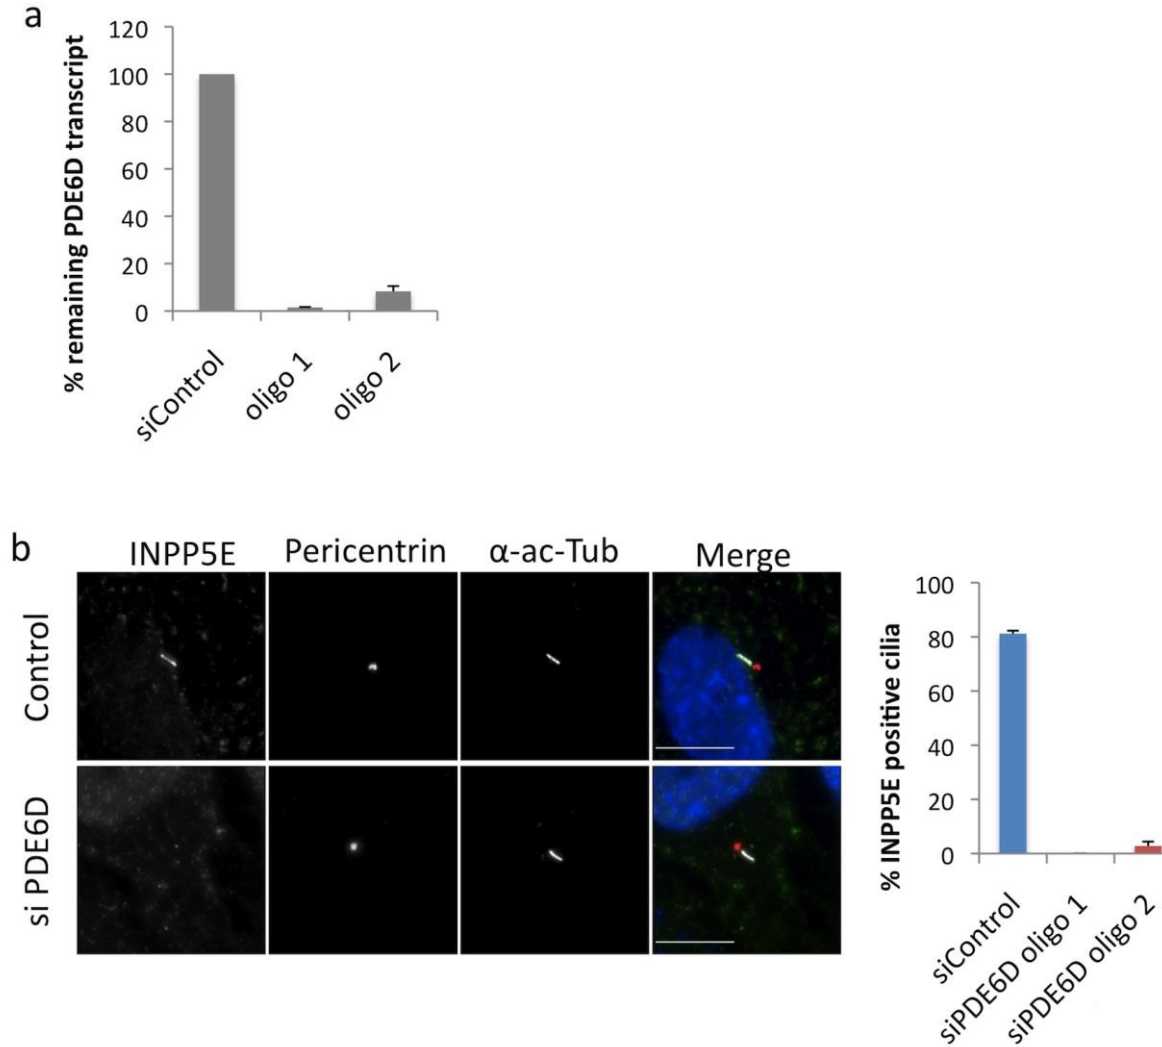 a
% remaining PDE6D transcript
120
100
80
60
40
20
0
siControl
oligo 1
oligo 2
b
INPP5E
Pericentrin
α-ac-Tub
Merge
Control
si PDE6D
% INPP5E positive cilia
100
80
60
40
20
0
siControl
siPDE6D oligo 1
siPDE6D oligo 2